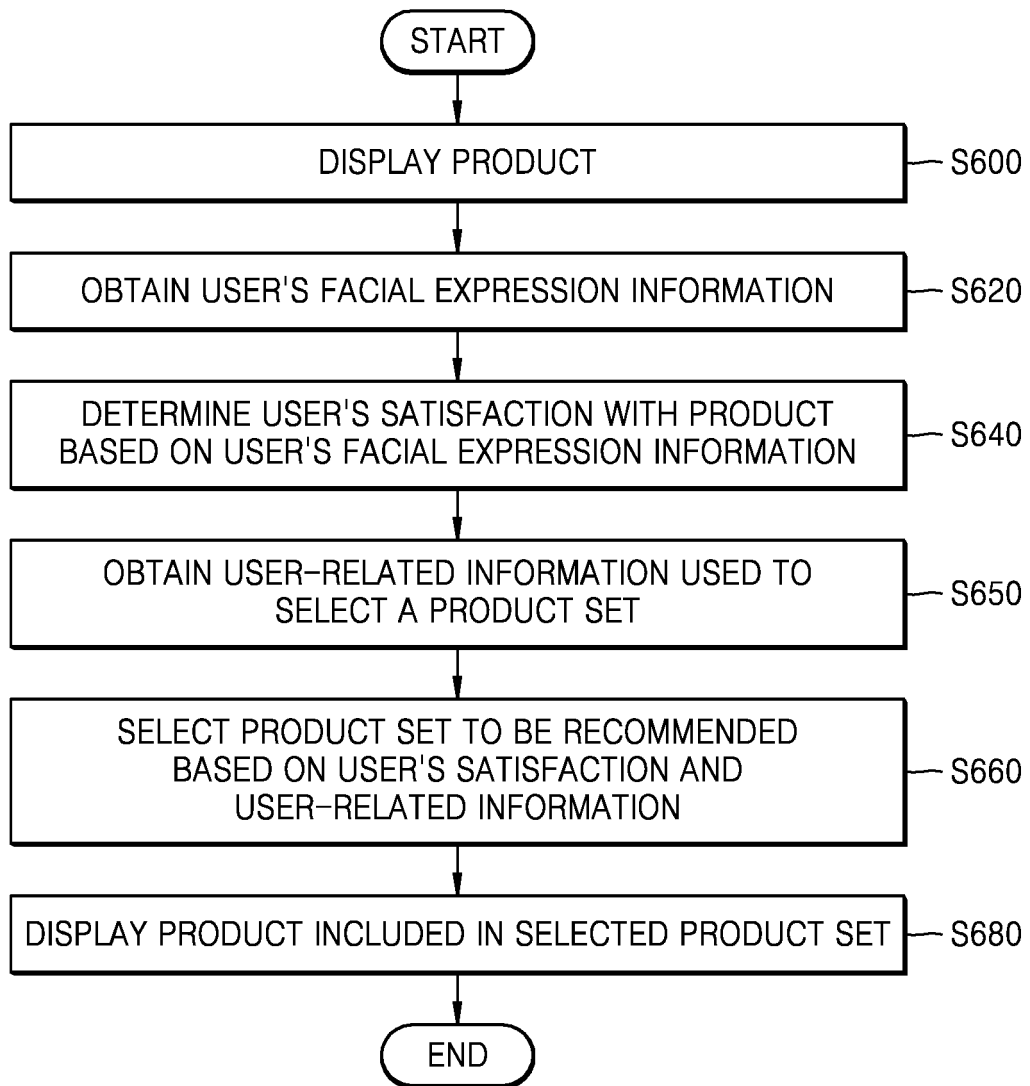 START
DISPLAY PRODUCT
S600
OBTAIN USER'S FACIAL EXPRESSION INFORMATION
S620
DETERMINE USER'S SATISFACTION WITH PRODUCT
BASED ON USER'S FACIAL EXPRESSION INFORMATION
S640
OBTAIN USER-RELATED INFORMATION USED TO
SELECT A PRODUCT SET
S650
SELECT PRODUCT SET TO BE RECOMMENDED
BASED ON USER'S SATISFACTION AND
USER-RELATED INFORMATION
S660
DISPLAY PRODUCT INCLUDED IN SELECTED PRODUCT SET
S680
END